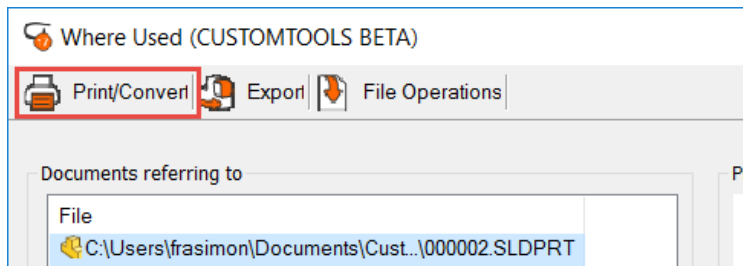 Where Used (CUSTOMTOOLS BETA)
Print/Convert Export File Operations
Documents referring to P
File
C:\Users\frasimon\Documents\Cust...\000002.SLDPRT